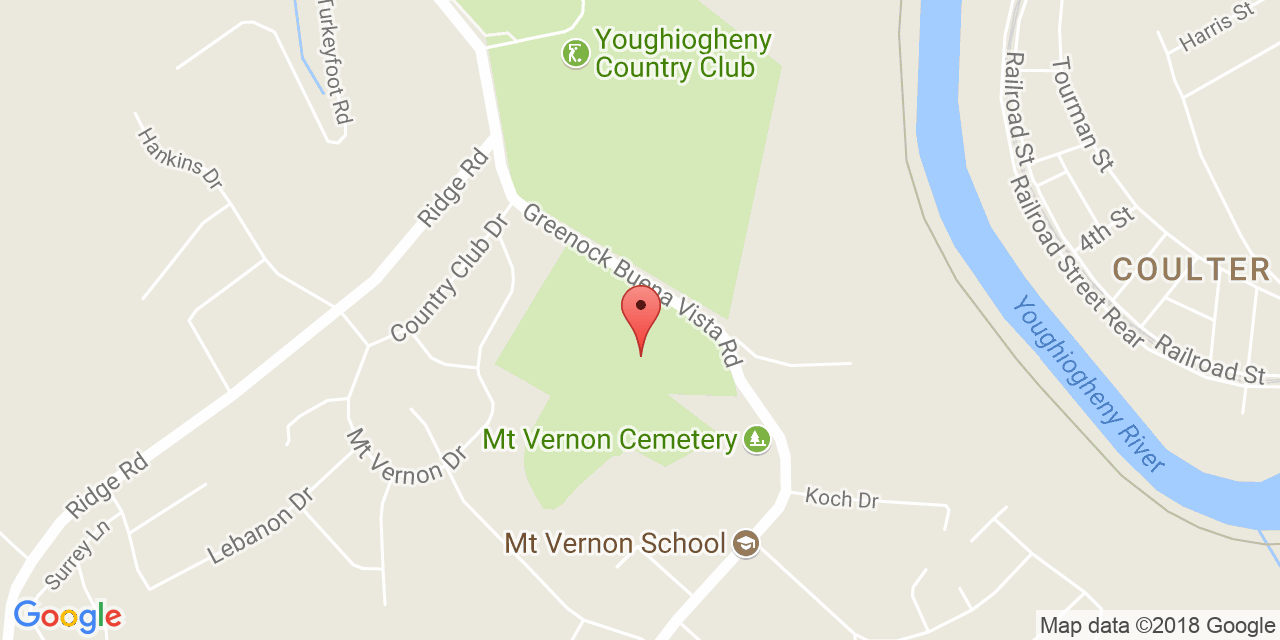 Turkeyfoot Rd
Youghiogheny
Country Club
Harris St
Railroad St
Tourman St
Hankins Dr
Ridge Rd
Railroad Street Rear
4th St
Greenock Buena Vista Rd
Country Club Dr
COULTER
Youghiogheny River
Railroad St
Mt Vernon Cemetery
Mt Vernon Dr
Ridge Rd
Lebanon Dr
Koch Dr
Surrey Ln
Mt Vernon School
Google
Map data ©2018 Google